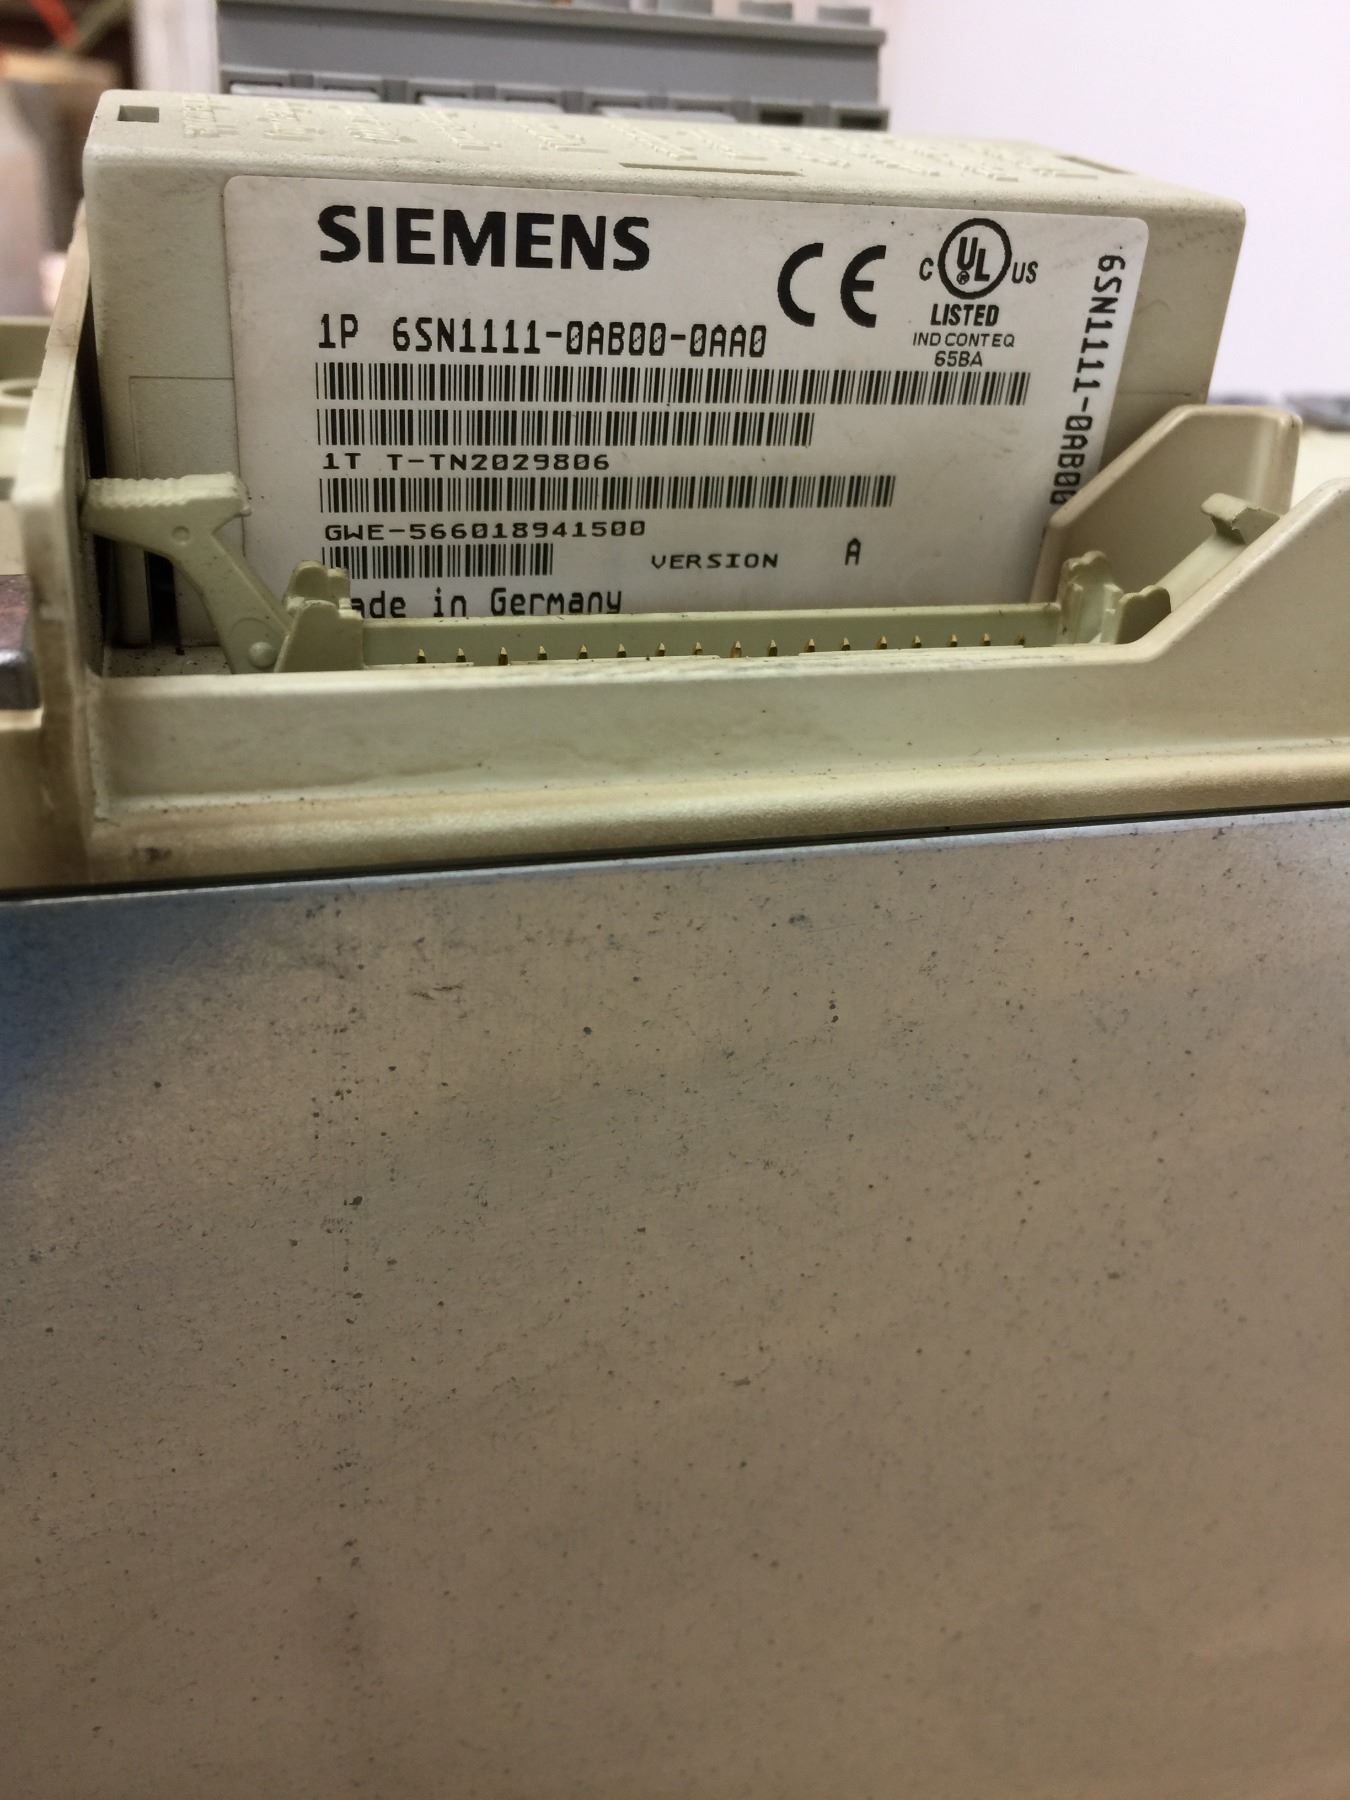 SIEMENS
1P 6SN1111-0AB00-0AA0
CE
C UL US
®
LISTED
IND CONT EQ
65BA
1T T-TN2029806
GWE-566018941500
VERSION A
ade in Germany
6SN1111-0AB00